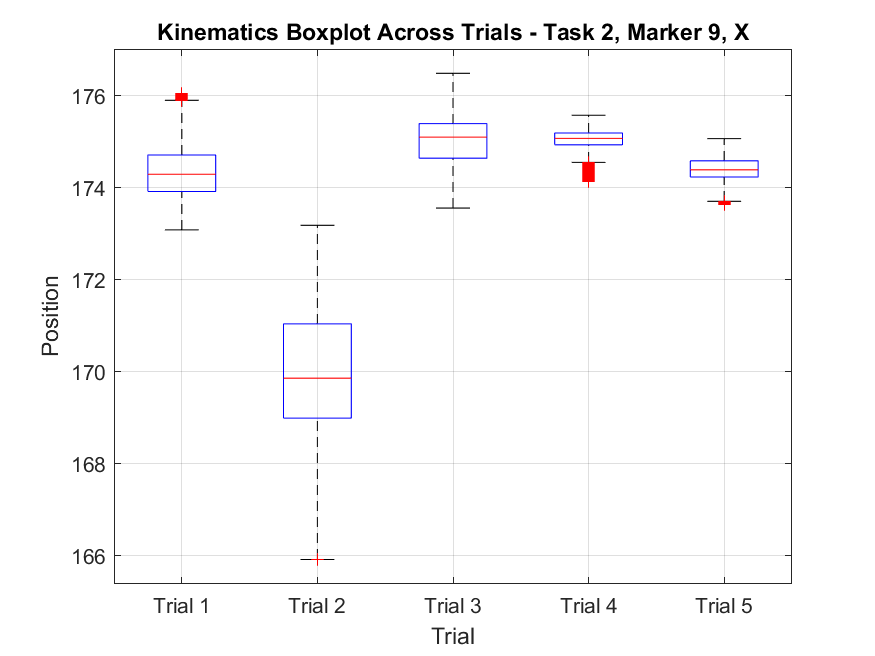 Kinematics Boxplot Across Trials - Task 2, Marker 9, X
Position
176
174
172
170
168
166
Trial 1 Trial 2 Trial 3 Trial 4 Trial 5
Trial